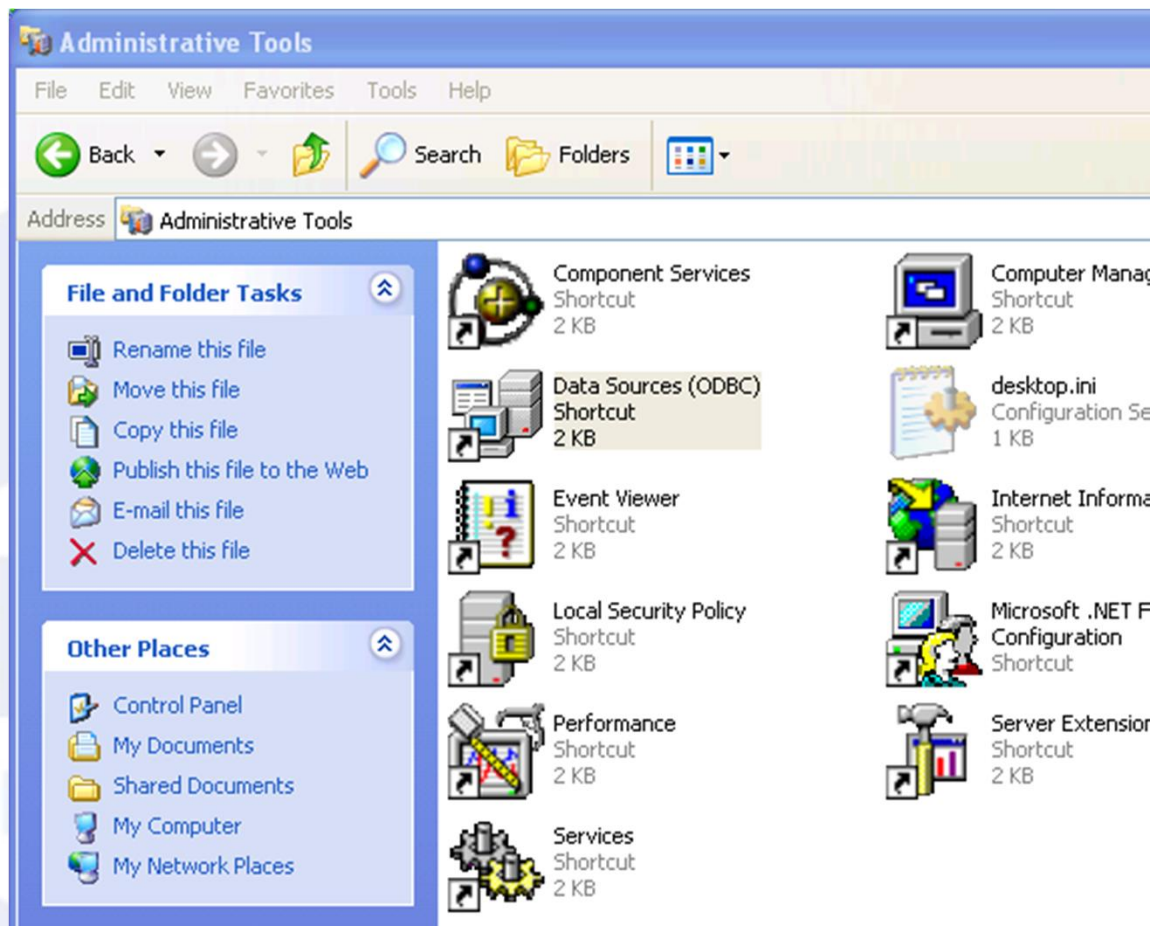 Administrative Tools
File Edit View Favorites Tools Help
Back Search Folders
Address Administrative Tools
File and Folder Tasks
Rename this file
Move this file
Copy this file
Publish this file to the Web
E-mail this file
Delete this file
Other Places
Control Panel
My Documents
Shared Documents
My Computer
My Network Places
Component Services
Shortcut
2 KB
Computer Manag
Shortcut
2 KB
Data Sources (ODBC)
Shortcut
2 KB
desktop.ini
Configuration Se
1 KB
Event Viewer
Shortcut
2 KB
Internet Informa
Shortcut
2 KB
Local Security Policy
Shortcut
2 KB
Microsoft .NET F
Configuration
Shortcut
Performance
Shortcut
2 KB
Server Extension
Shortcut
2 KB
Services
Shortcut
2 KB